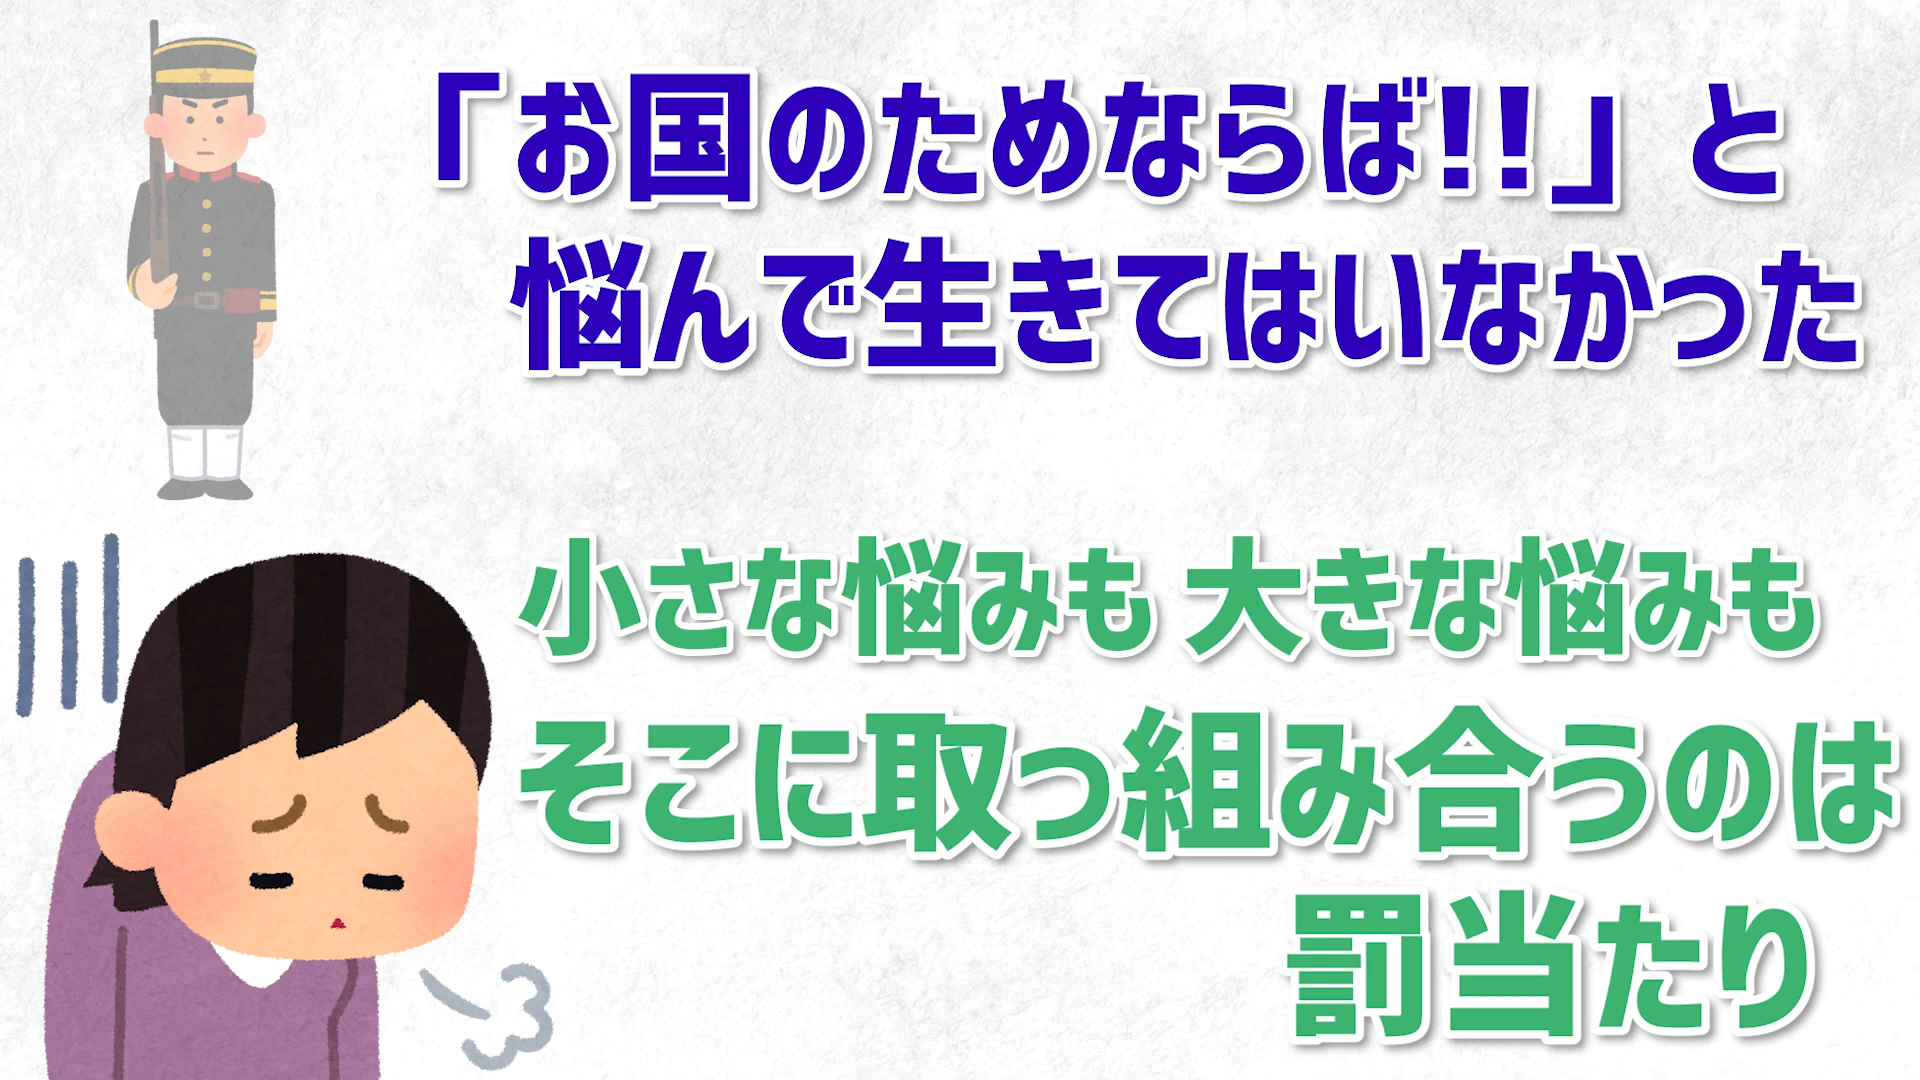 「お国のためならば!!」と
悩んで生きてはいなかった
小さな悩みも 大きな悩みも
そこに取っ組み合うのは
罰当たり